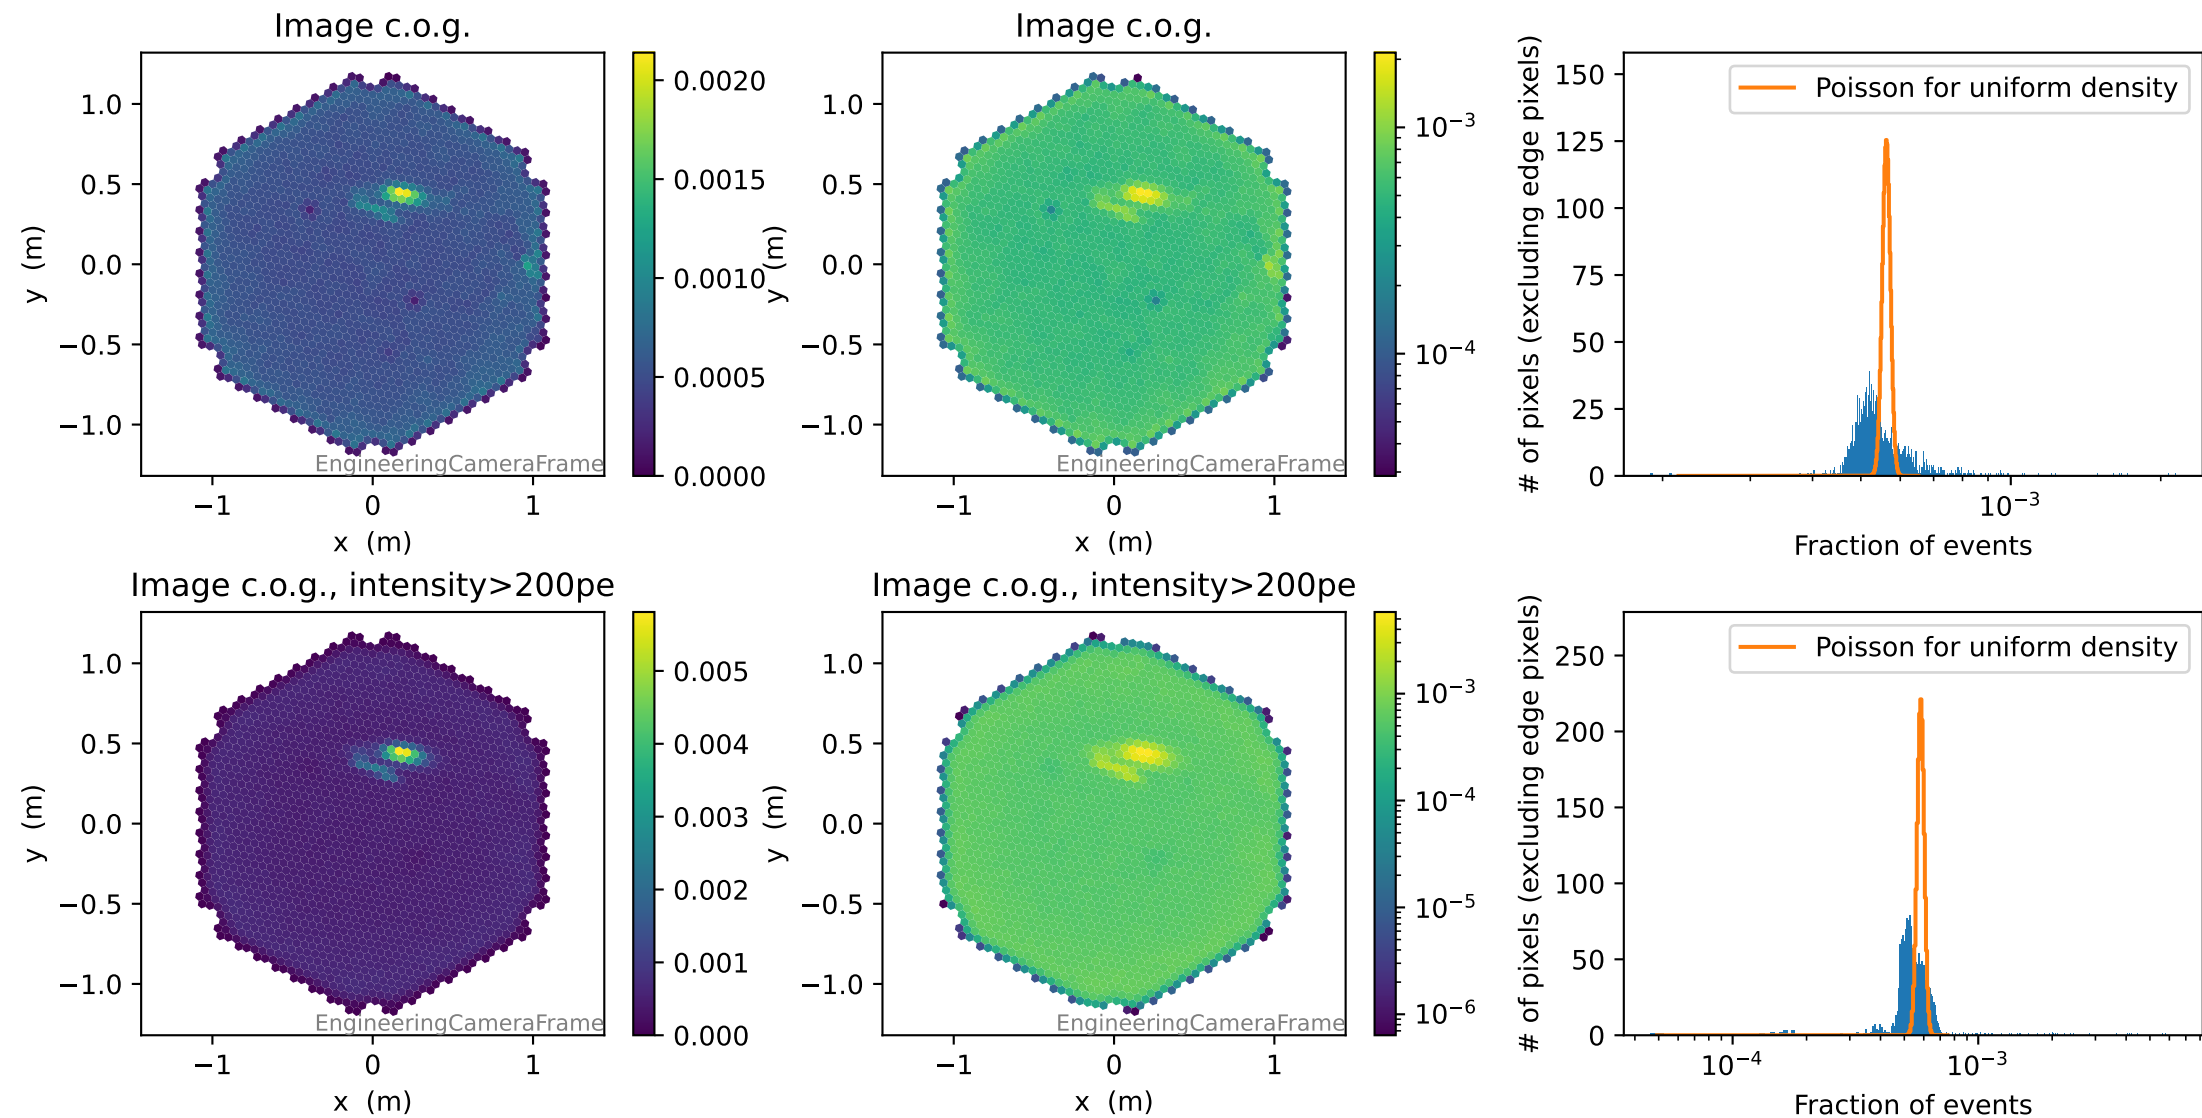 Image c.o.g.
y (m)
1.0
0.5
0.0
−0.5
−1.0
EngineeringCameraFrame
−1 0 1
x (m)
0.0020
0.0015
0.0010
0.0005
0.0000
Image c.o.g.
y (m)
1.0
0.5
0.0
−0.5
−1.0
EngineeringCameraFrame
−1 0 1
x (m)
10⁻³
10⁻⁴
# of pixels (excluding edge pixels)
150
125
100
75
50
25
0
Poisson for uniform density
10⁻³
Fraction of events
Image c.o.g., intensity>200pe
y (m)
1.0
0.5
0.0
−0.5
−1.0
EngineeringCameraFrame
−1 0 1
x (m)
0.005
0.004
0.003
0.002
0.001
0.000
Image c.o.g., intensity>200pe
y (m)
1.0
0.5
0.0
−0.5
−1.0
EngineeringCameraFrame
−1 0 1
x (m)
10⁻³
10⁻⁴
10⁻⁵
10⁻⁶
# of pixels (excluding edge pixels)
250
200
150
100
50
0
Poisson for uniform density
10⁻⁴ 10⁻³
Fraction of events